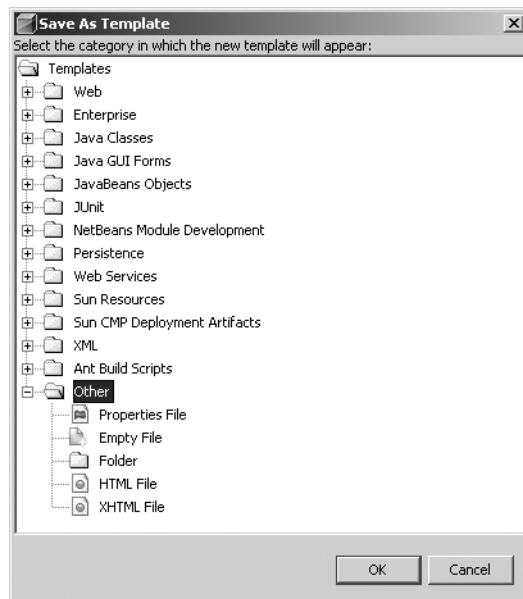 Save As Template
Select the category in which the new template will appear:
Templates
Web
Enterprise
Java Classes
Java GUI Forms
JavaBeans Objects
JUnit
NetBeans Module Development
Persistence
Web Services
Sun Resources
Sun CMP Deployment Artifacts
XML
Ant Build Scripts
Other
Properties File
Empty File
Folder
HTML File
XHTML File
OK Cancel